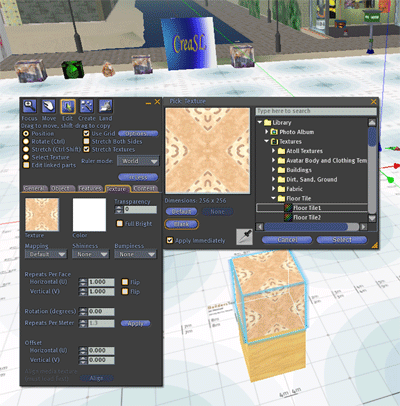 CreaSL
Focus Move Edit Create Land
Drag to move, shift-drag to copy
Position
Rotate (Ctrl)
Stretch (Ctrl-Shift)
Select Texture
Edit linked parts
Use Grid
Options...
Stretch Both Sides
Stretch Textures
Ruler mode:
World
General Object Features Texture Content
Texture
Color
Transparency
0
Full Bright
Mapping
Shininess
Bumpiness
Default
None
None
Repeats Per Face
Horizontal (U)
1.000
Flip
Vertical (V)
1.000
Flip
Rotation (degrees)
0.00
Repeats Per Meter
Apply
Offset
Horizontal (U)
0.000
Vertical (V)
0.000
Align
Pick: Texture
Dimensions: 256 x 256
Default
None
Blank
Apply Immediately
Type here to search
Library
Photo Album
Textures
Atoll Textures
Avatar Body and Clothing Tem
Buildings
Dirt, Sand, Ground
Fabric
Floor Tile
Floor Tile1
Floor Tile2
Cancel
Select